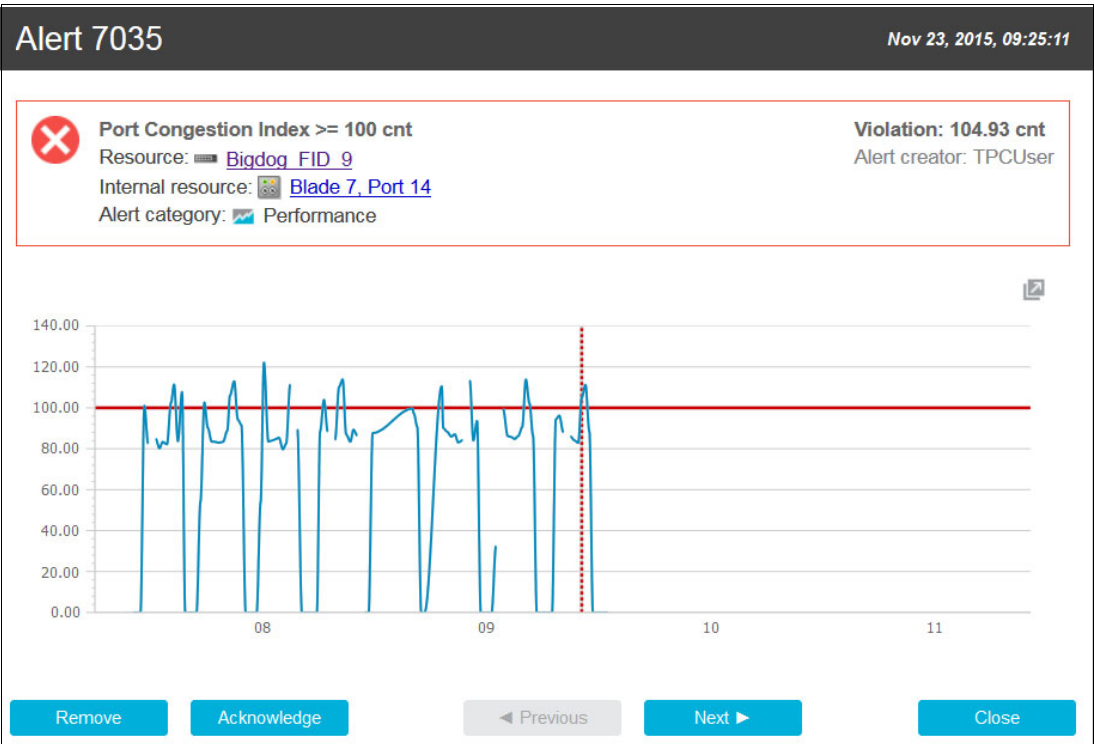 Alert 7035
Nov 23, 2015, 09:25:11
Port Congestion Index >= 100 cnt
Violation: 104.93 cnt
Resource: Bigdog_FID_9
Alert creator: TPCUser
Internal resource: Blade 7, Port 14
Alert category: Performance
140.00
120.00
100.00
80.00
60.00
40.00
20.00
0.00
08 09 10 11
Remove Acknowledge ◄ Previous Next ► Close